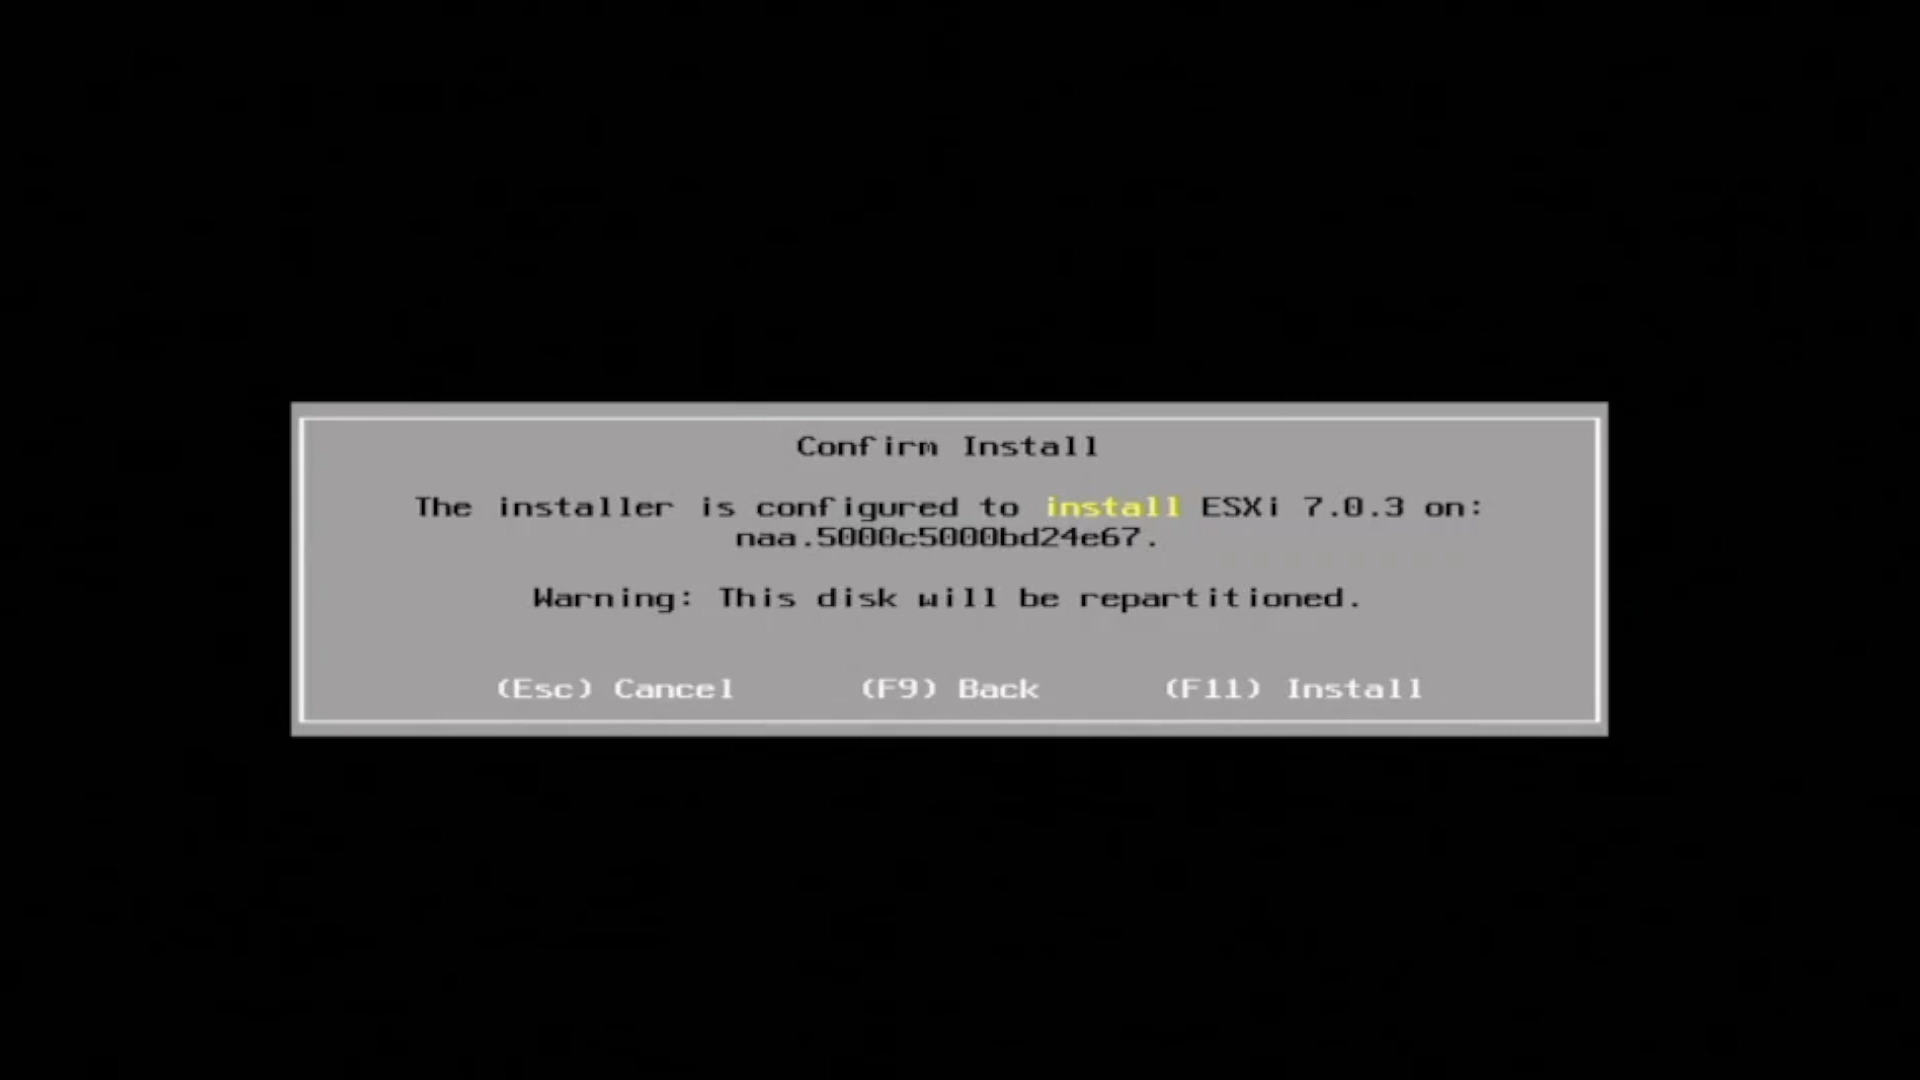 Confirm Install
The installer is configured to install ESXi 7.0.3 on:
naa.5000c5000bd24e67.
Warning: This disk will be repartitioned.
(Esc) Cancel (F9) Back (F11) Install